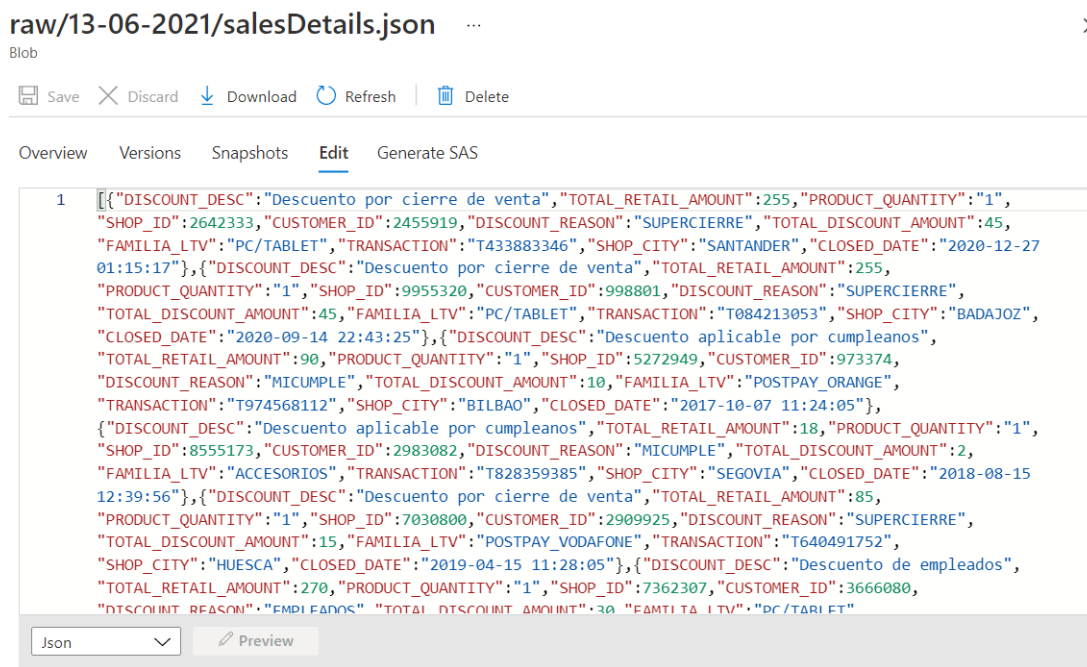 raw/13-06-2021/salesDetails.json ...
Blob
Save Discard Download Refresh Delete
Overview Versions Snapshots Edit Generate SAS
1 [{"DISCOUNT_DESC":"Descuento por cierre de venta","TOTAL_RETAIL_AMOUNT":255,"PRODUCT_QUANTITY":"1",
"SHOP_ID":2642333,"CUSTOMER_ID":2455919,"DISCOUNT_REASON":"SUPERCIERRE","TOTAL_DISCOUNT_AMOUNT":45,
"FAMILIA_LTV":"PC/TABLET","TRANSACTION":"T433883346","SHOP_CITY":"SANTANDER","CLOSED_DATE":"2020-12-27
01:15:17"},{"DISCOUNT_DESC":"Descuento por cierre de venta","TOTAL_RETAIL_AMOUNT":255,
"PRODUCT_QUANTITY":"1","SHOP_ID":9955320,"CUSTOMER_ID":998801,"DISCOUNT_REASON":"SUPERCIERRE",
"TOTAL_DISCOUNT_AMOUNT":45,"FAMILIA_LTV":"PC/TABLET","TRANSACTION":"T084213053","SHOP_CITY":"BADAJOZ",
"CLOSED_DATE":"2020-09-14 22:43:25"},{"DISCOUNT_DESC":"Descuento aplicable por cumpleanos",
"TOTAL_RETAIL_AMOUNT":90,"PRODUCT_QUANTITY":"1","SHOP_ID":5272949,"CUSTOMER_ID":973374,
"DISCOUNT_REASON":"MICUMPLE","TOTAL_DISCOUNT_AMOUNT":10,"FAMILIA_LTV":"POSTPAY_ORANGE",
"TRANSACTION":"T974568112","SHOP_CITY":"BILBAO","CLOSED_DATE":"2017-10-07 11:24:05"},
{"DISCOUNT_DESC":"Descuento aplicable por cumpleanos","TOTAL_RETAIL_AMOUNT":18,"PRODUCT_QUANTITY":"1",
"SHOP_ID":8555173,"CUSTOMER_ID":2983082,"DISCOUNT_REASON":"MICUMPLE","TOTAL_DISCOUNT_AMOUNT":2,
"FAMILIA_LTV":"ACCESORIOS","TRANSACTION":"T828359385","SHOP_CITY":"SEGOVIA","CLOSED_DATE":"2018-08-15
12:39:56"},{"DISCOUNT_DESC":"Descuento por cierre de venta","TOTAL_RETAIL_AMOUNT":85,
"PRODUCT_QUANTITY":"1","SHOP_ID":7030800,"CUSTOMER_ID":2909925,"DISCOUNT_REASON":"SUPERCIERRE",
"TOTAL_DISCOUNT_AMOUNT":15,"FAMILIA_LTV":"POSTPAY_VODAFONE","TRANSACTION":"T640491752",
"SHOP_CITY":"HUESCA","CLOSED_DATE":"2019-04-15 11:28:05"},{"DISCOUNT_DESC":"Descuento de empleados",
"TOTAL_RETAIL_AMOUNT":270,"PRODUCT_QUANTITY":"1","SHOP_ID":7362307,"CUSTOMER_ID":3666080,
"DISCOUNT_REASON":"EMPLEADOS","TOTAL_DISCOUNT_AMOUNT":30,"FAMILIA_LTV":"PC/TABLET",
Json Preview